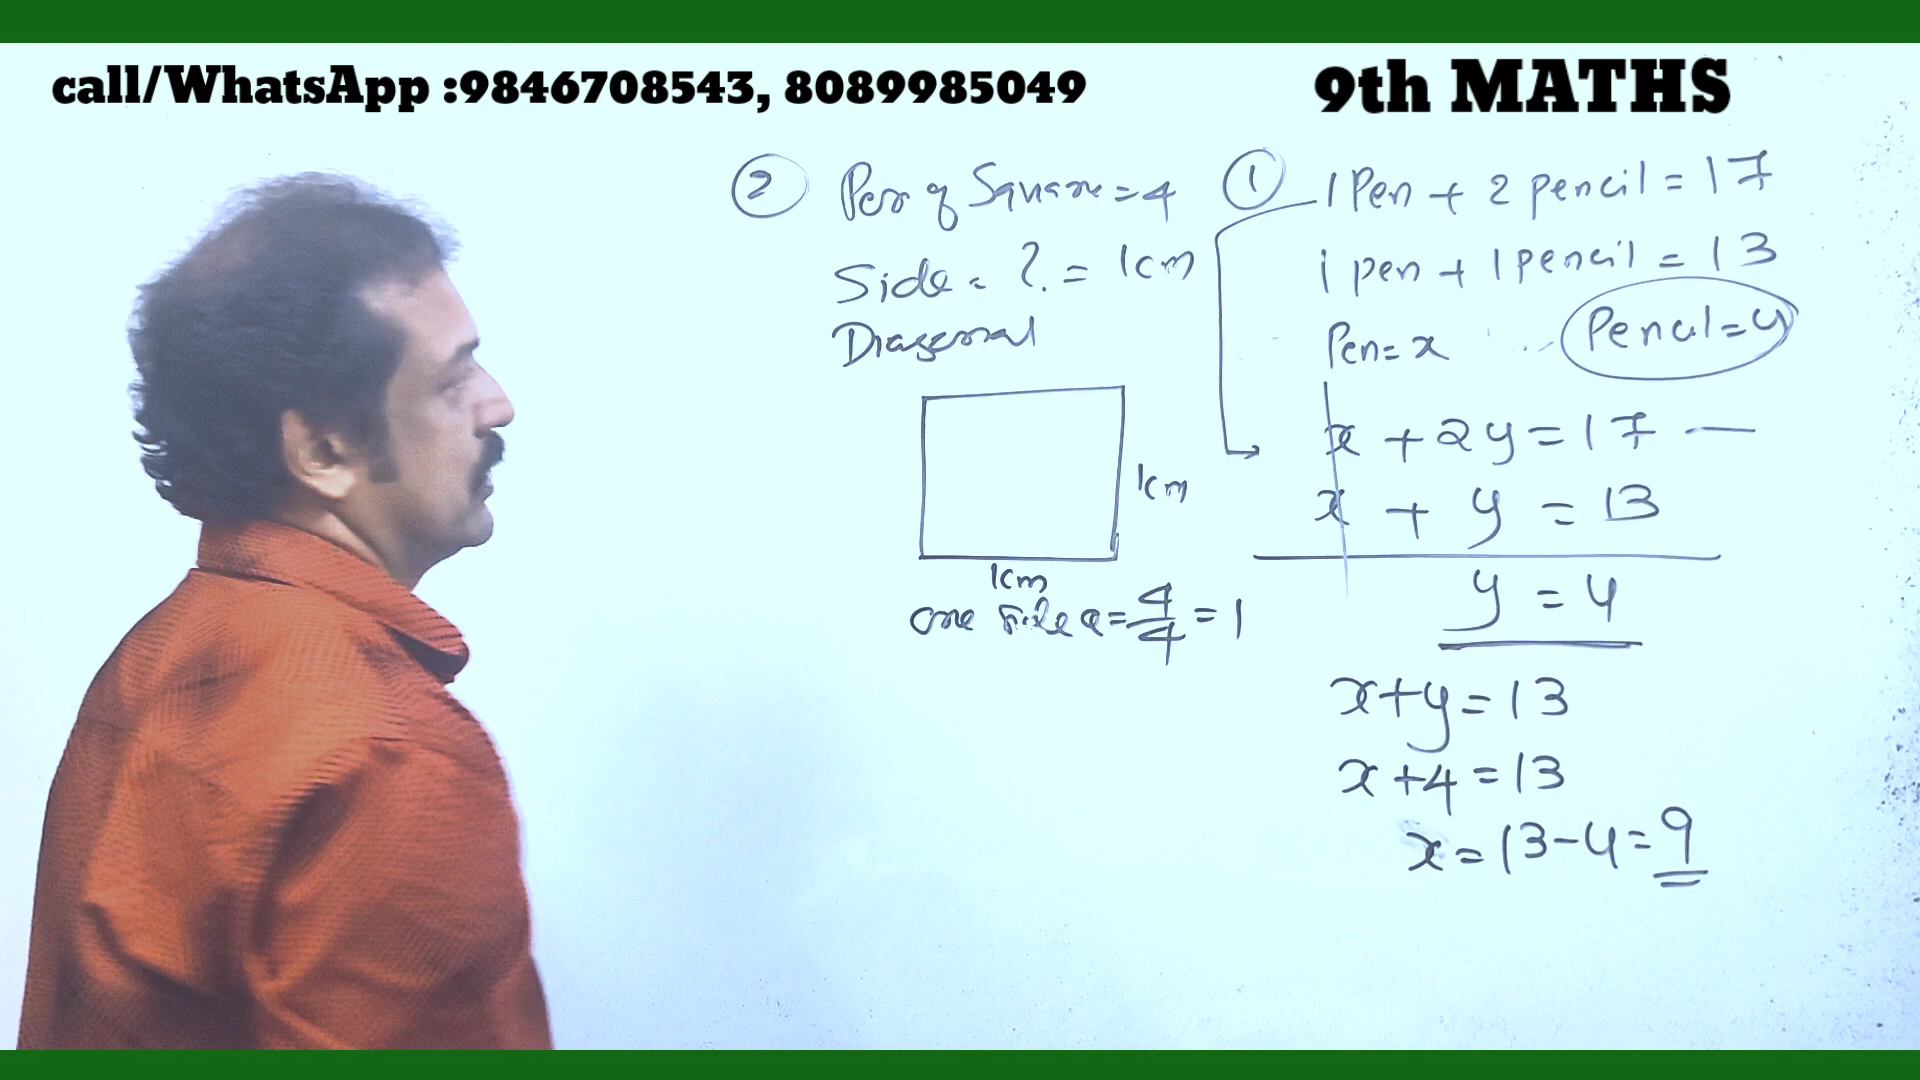 call/WhatsApp :9846708543, 8089985049
9th MATHS
② Per of Square = 4
Side = ? = 1cm
Diagonal
1cm
1cm
one side = 4/4 = 1
① 1 Pen + 2 pencil = 17
1 pen + 1 pencil = 13
Pen = x
Pencil = y
x + 2y = 17 —
x + y = 13
y = 4
x + y = 13
x + 4 = 13
x = 13 - 4 = 9